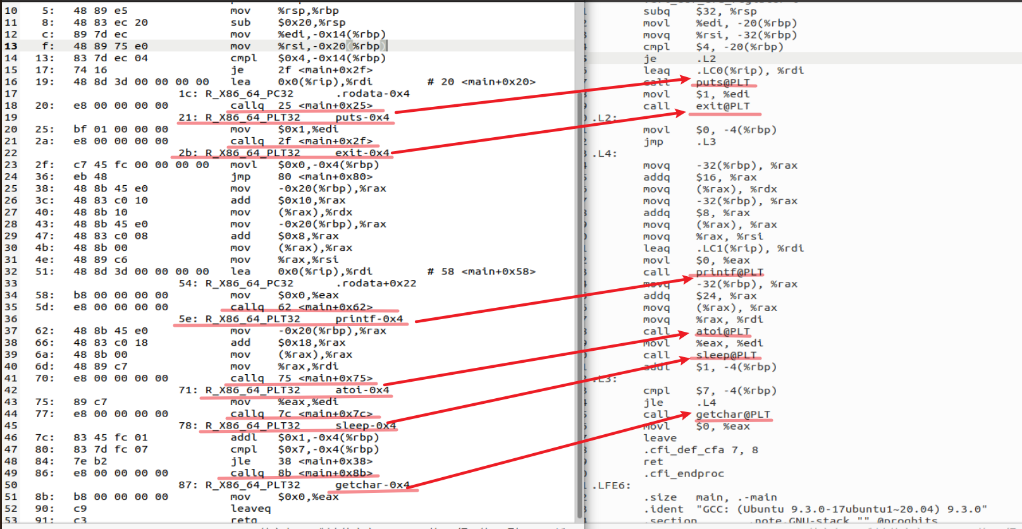 10 5: 48 89 e5 mov %rsp,%rbp
11 8: 48 83 ec 20 sub $0x20,%rsp
12 c: 89 7d ec mov %edi,-0x14(%rbp)
13 f: 48 89 75 e0 mov %rsi,-0x20(%rbp)
14 13: 83 7d ec 04 cmpl $0x4,-0x14(%rbp)
15 17: 74 16 je 2f <main+0x2f>
16 19: 48 8d 3d 00 00 00 00 lea 0x0(%rip),%rdi # 20 <main+0x20>
17 1c: R_X86_64_PC32 .rodata-0x4
18 20: e8 00 00 00 00 callq 25 <main+0x25>
19 21: R_X86_64_PLT32 puts-0x4
20 25: bf 01 00 00 00 mov $0x1,%edi
21 2a: e8 00 00 00 00 callq 2f <main+0x2f>
22 2b: R_X86_64_PLT32 exit-0x4
23 2f: c7 45 fc 00 00 00 00 movl $0x0,-0x4(%rbp)
24 36: eb 48 jmp 80 <main+0x80>
25 38: 48 8b 45 e0 mov -0x20(%rbp),%rax
26 3c: 48 83 c0 10 add $0x10,%rax
27 40: 48 8b 10 mov (%rax),%rdx
28 43: 48 8b 45 e0 mov -0x20(%rbp),%rax
29 47: 48 83 c0 08 add $0x8,%rax
30 4b: 48 8b 00 mov (%rax),%rax
31 4e: 48 89 c6 mov %rax,%rsi
32 51: 48 8d 3d 00 00 00 00 lea 0x0(%rip),%rdi # 58 <main+0x58>
33 54: R_X86_64_PC32 .rodata+0x22
34 58: b8 00 00 00 00 mov $0x0,%eax
35 5d: e8 00 00 00 00 callq 62 <main+0x62>
36 5e: R_X86_64_PLT32 printf-0x4
37 62: 48 8b 45 e0 mov -0x20(%rbp),%rax
38 66: 48 83 c0 18 add $0x18,%rax
39 6a: 48 8b 00 mov (%rax),%rax
40 6d: 48 89 c7 mov %rax,%rdi
41 70: e8 00 00 00 00 callq 75 <main+0x75>
42 71: R_X86_64_PLT32 atoi-0x4
43 75: 89 c7 mov %eax,%edi
44 77: e8 00 00 00 00 callq 7c <main+0x7c>
45 78: R_X86_64_PLT32 sleep-0x4
46 7c: 83 45 fc 01 addl $0x1,-0x4(%rbp)
47 80: 83 7d fc 07 cmpl $0x7,-0x4(%rbp)
48 84: 7e b2 jle 38 <main+0x38>
49 86: e8 00 00 00 00 callq 8b <main+0x8b>
50 87: R_X86_64_PLT32 getchar-0x4
51 8b: b8 00 00 00 00 mov $0x0,%eax
52 90: c9 leaveq
53 91: c3 retq
subq $32, %rsp
movl %edi, -20(%rbp)
movq %rsi, -32(%rbp)
cmpl $4, -20(%rbp)
je .L2
leaq .LC0(%rip), %rdi
call puts@PLT
movl $1, %edi
call exit@PLT
.L2:
movl $0, -4(%rbp)
jmp .L3
.L4:
movq -32(%rbp), %rax
addq $16, %rax
movq (%rax), %rdx
movq -32(%rbp), %rax
addq $8, %rax
movq (%rax), %rax
movq %rax, %rsi
leaq .LC1(%rip), %rdi
movl $0, %eax
call printf@PLT
movq -32(%rbp), %rax
addq $24, %rax
movq (%rax), %rax
movq %rax, %rdi
call atoi@PLT
movl %eax, %edi
call sleep@PLT
addl $1, -4(%rbp)
.L3:
cmpl $7, -4(%rbp)
jle .L4
call getchar@PLT
movl $0, %eax
leave
.cfi_def_cfa 7, 8
ret
.cfi_endproc
.LFE6:
.size main, .-main
.ident "GCC: (Ubuntu 9.3.0-17ubuntu1~20.04) 9.3.0"
.section .note.GNU-stack,"",@progbits